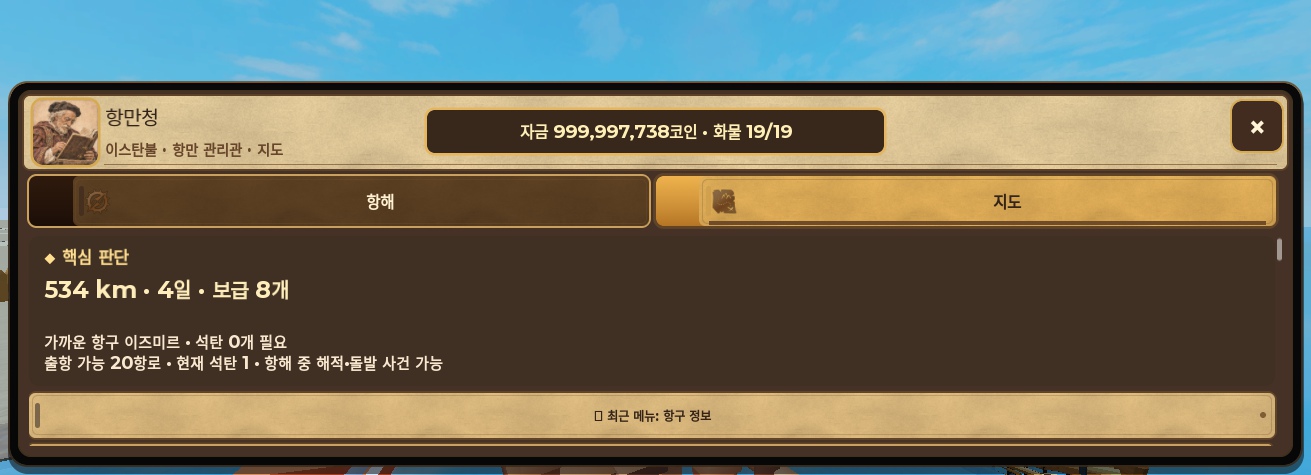 항만청
이스탄불 • 항만 관리관 • 지도
자금 999,997,738코인 • 화물 19/19
×
항해
지도
◆ 핵심 판단
534 km • 4일 • 보급 8개
가까운 항구 이즈미르 • 석탄 0개 필요
출항 가능 20항로 • 현재 석탄 1 • 항해 중 해적•돌발 사건 가능
▯ 최근 메뉴: 항구 정보